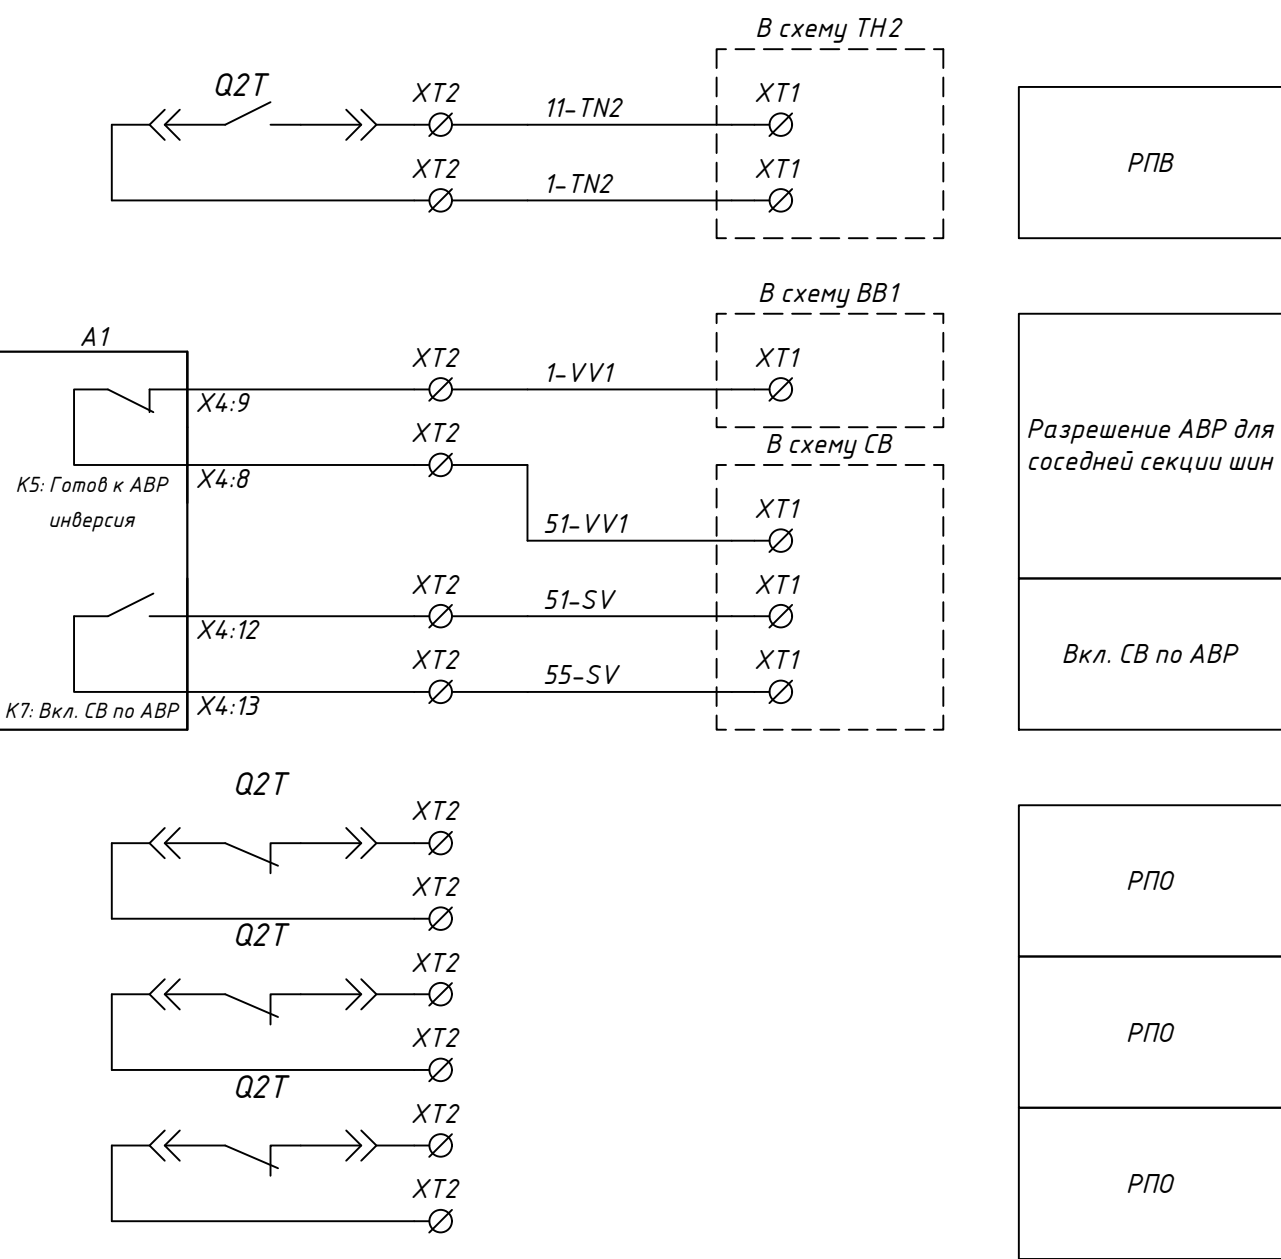 В схему ТН2
Q2T
XT2
11-TN2
XT1
XT2
1-TN2
XT1
РПВ
В схему ВВ1
A1
XT2
1-VV1
XT1
X4:9
XT2
В схему СВ
X4:8
K5: Готов к АВР
инверсия
51-VV1
XT1
Разрешение АВР для
соседней секции шин
XT2
51-SV
XT1
X4:12
XT2
55-SV
XT1
X4:13
K7: Вкл. СВ по АВР
Вкл. СВ по АВР
Q2T
XT2
XT2
РПО
Q2T
XT2
XT2
РПО
Q2T
XT2
XT2
РПО